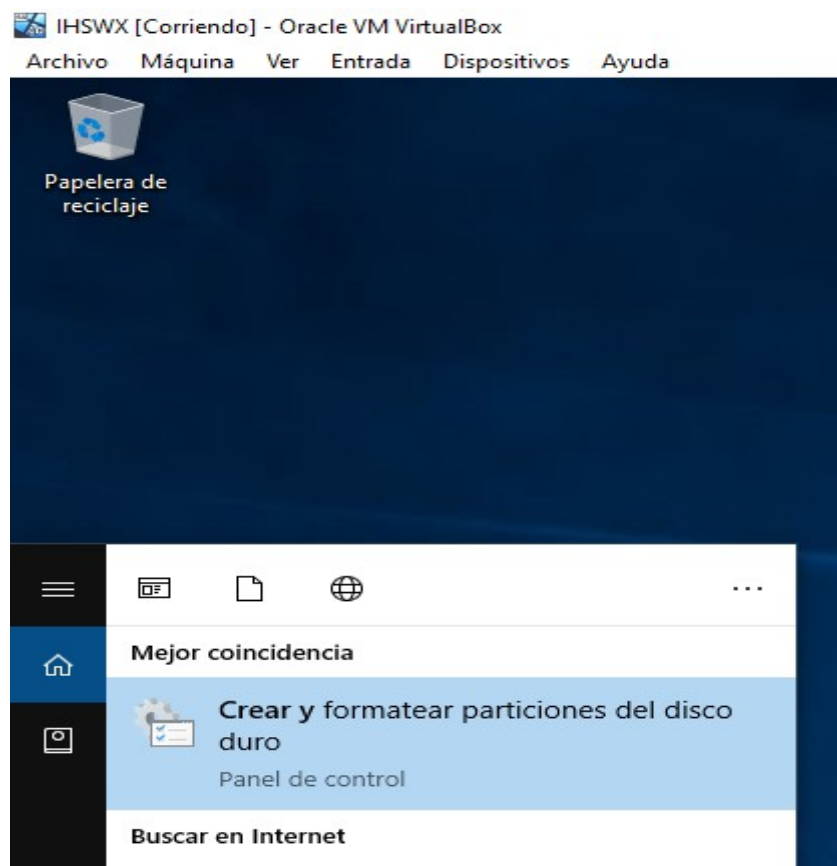 IHSWX [Corriendo] - Oracle VM VirtualBox
Archivo Máquina Ver Entrada Dispositivos Ayuda
Papelera de
reciclaje
Mejor coincidencia
Crear y formatear particiones del disco
duro
Panel de control
Buscar en Internet